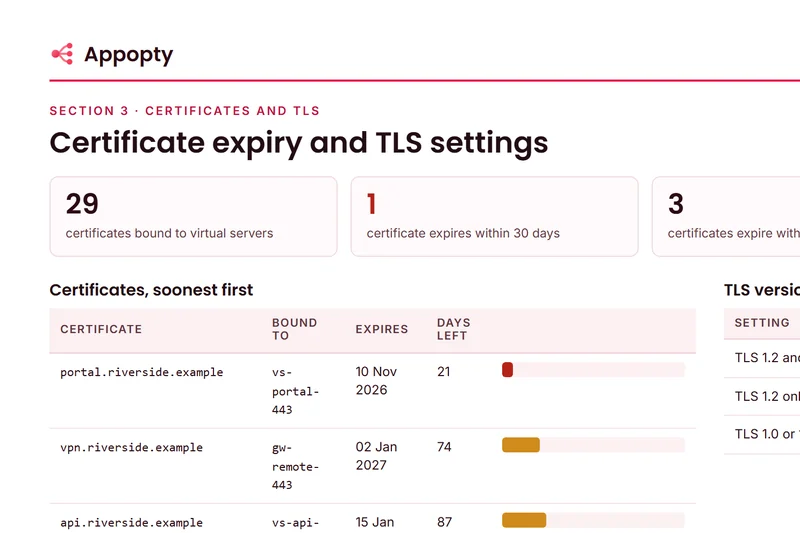 Appopty
SECTION 3 · CERTIFICATES AND TLS
Certificate expiry and TLS settings
29
certificates bound to virtual servers
1
certificate expires within 30 days
3
certificates expire with
Certificates, soonest first
CERTIFICATE
BOUND
TO
EXPIRES
DAYS
LEFT
portal.riverside.example
vs-
portal-
443
10 Nov
2026
21
vpn.riverside.example
gw-
remote-
443
02 Jan
2027
74
api.riverside.example
vs-api-
15 Jan
87
TLS versio
SETTING
TLS 1.2 and
TLS 1.2 onl
TLS 1.0 or